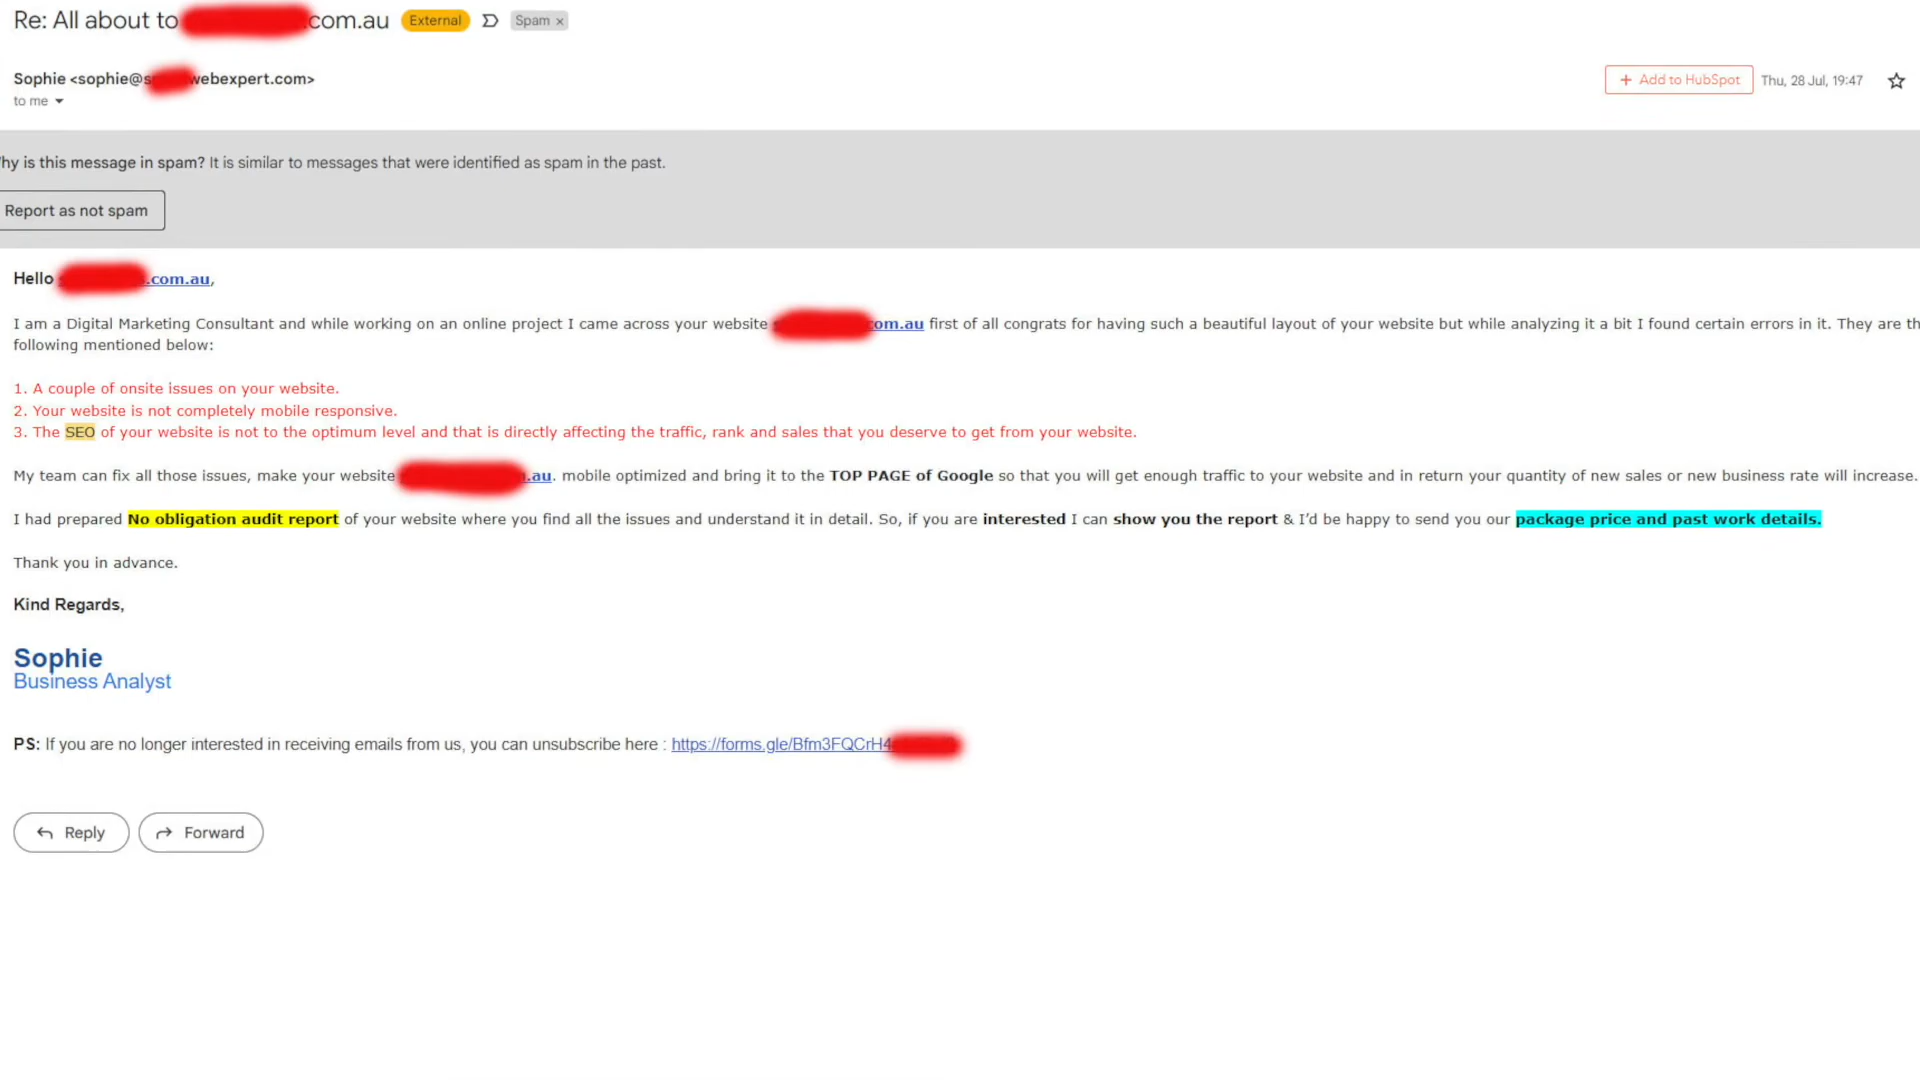 Re: All about to .com.au External Spam ×
Sophie <sophie@s webexpert.com>
+ Add to HubSpot Thu, 28 Jul, 19:47
to me
hy is this message in spam? It is similar to messages that were identified as spam in the past.
Report as not spam
Hello .com.au,
I am a Digital Marketing Consultant and while working on an online project I came across your website om.au first of all congrats for having such a beautiful layout of your website but while analyzing it a bit I found certain errors in it. They are th
following mentioned below:
1. A couple of onsite issues on your website.
2. Your website is not completely mobile responsive.
3. The SEO of your website is not to the optimum level and that is directly affecting the traffic, rank and sales that you deserve to get from your website.
My team can fix all those issues, make your website .au. mobile optimized and bring it to the TOP PAGE of Google so that you will get enough traffic to your website and in return your quantity of new sales or new business rate will increase.
I had prepared No obligation audit report of your website where you find all the issues and understand it in detail. So, if you are interested I can show you the report & I'd be happy to send you our package price and past work details.
Thank you in advance.
Kind Regards,
Sophie
Business Analyst
PS: If you are no longer interested in receiving emails from us, you can unsubscribe here : https://forms.gle/Bfm3FQCrH4
Reply Forward